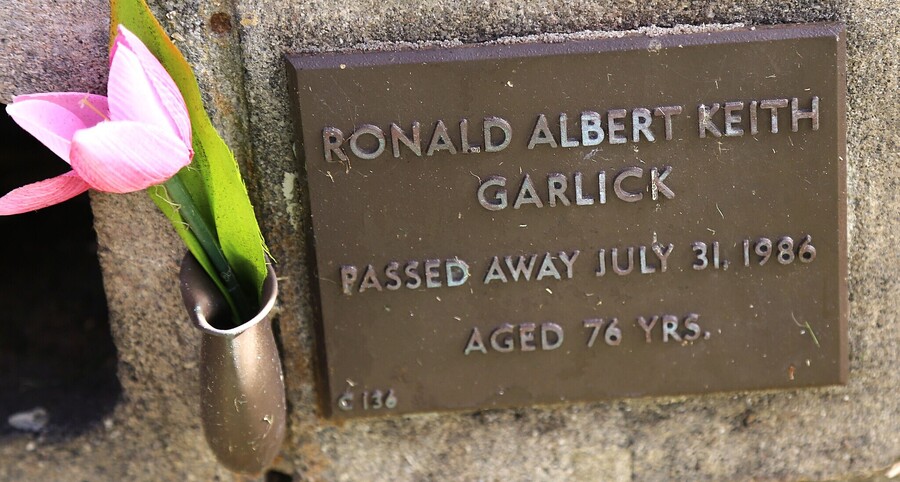 RONALD ALBERT KEITH
GARLICK
PASSED AWAY JULY 31, 1986
AGED 76 YRS.
C 136